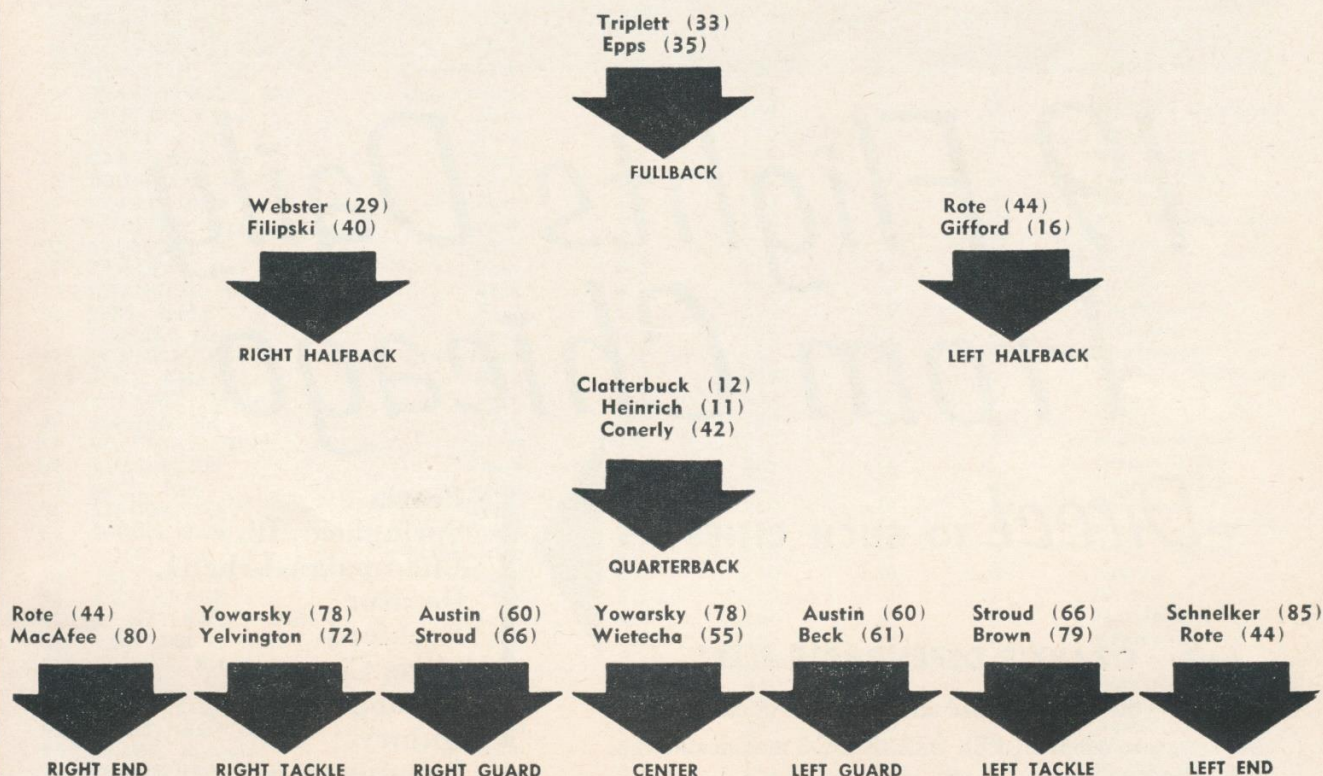 Triplett (33)
Epps (35)
FULLBACK
Webster (29)
Filipski (40)
RIGHT HALFBACK
Rote (44)
Gifford (16)
LEFT HALFBACK
Clatterbuck (12)
Heinrich (11)
Conerly (42)
QUARTERBACK
Rote (44)
MacAfee (80)
RIGHT END
Yowarsky (78)
Yelvington (72)
RIGHT TACKLE
Austin (60)
Stroud (66)
RIGHT GUARD
Yowarsky (78)
Wietecha (55)
CENTER
Austin (60)
Beck (61)
LEFT GUARD
Stroud (66)
Brown (79)
LEFT TACKLE
Schnelker (85)
Rote (44)
LEFT END